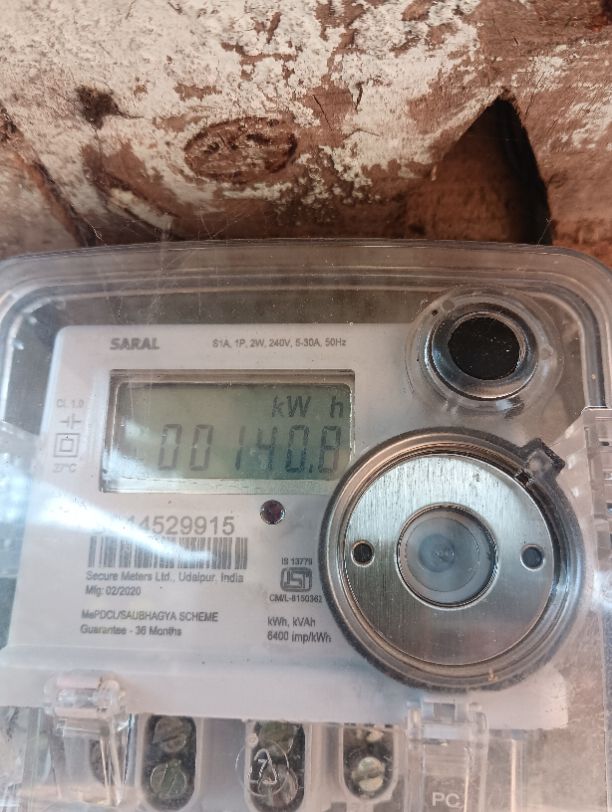 SARAL S1A, 1P, 2W, 240V, 5-30A, 50Hz
kW h
Cl. 1.0
00140.8
27°C
14529915
IS 13779
Secure Meters Ltd., Udaipur, India
CM/L-8150362
Mfg: 02/2020
MePDCL/SAUBHAGYA SCHEME
kWh, kVAh
Guarantee - 36 Months
6400 imp/kWh
PC